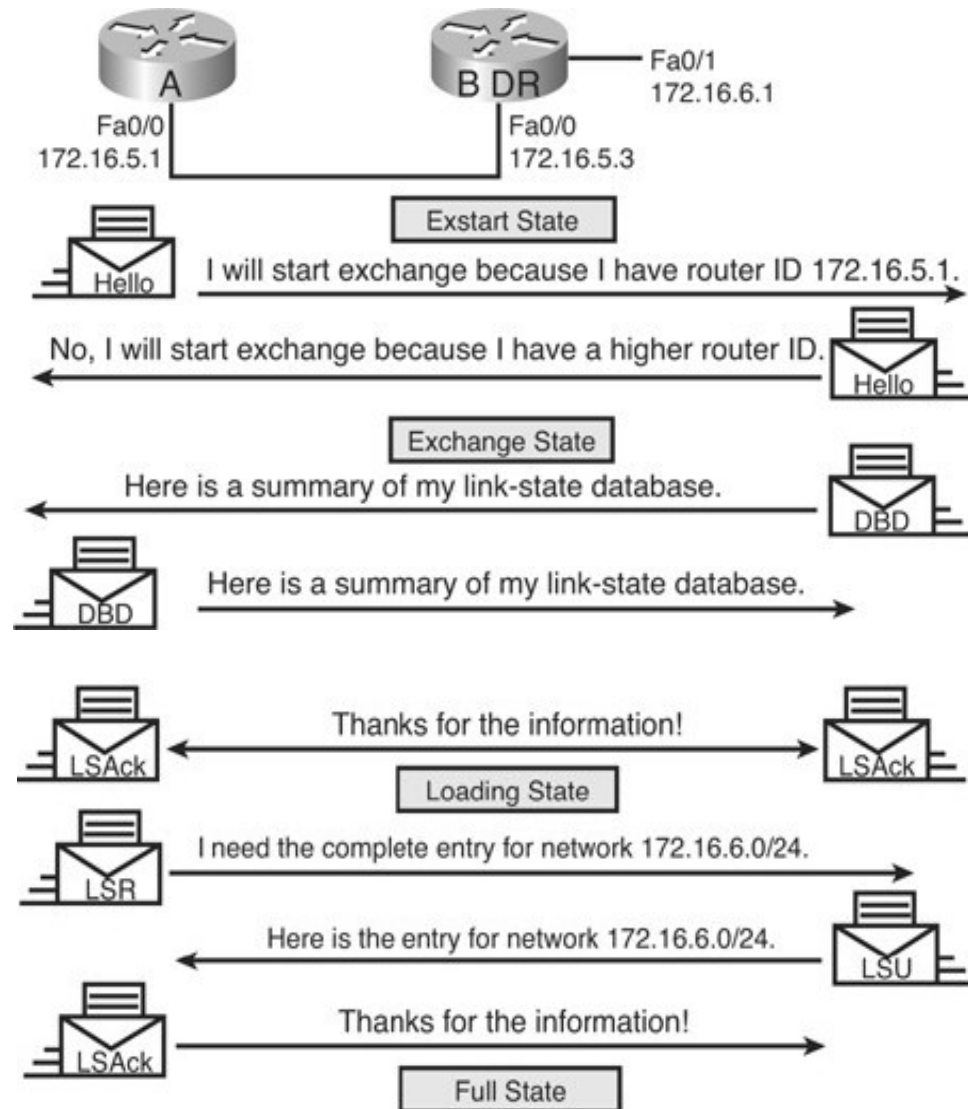 A
B DR
Fa0/1
172.16.6.1
Fa0/0
172.16.5.1
Fa0/0
172.16.5.3
Exstart State
Hello
I will start exchange because I have router ID 172.16.5.1.
No, I will start exchange because I have a higher router ID.
Hello
Exchange State
Here is a summary of my link-state database.
DBD
DBD
Here is a summary of my link-state database.
LSAck
Thanks for the information!
LSAck
Loading State
LSR
I need the complete entry for network 172.16.6.0/24.
Here is the entry for network 172.16.6.0/24.
LSU
LSAck
Thanks for the information!
Full State